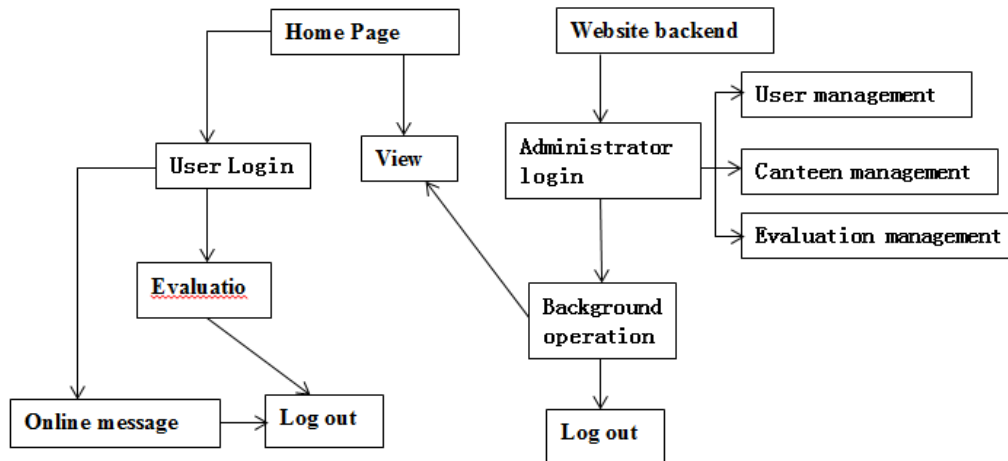 Home Page
Website backend
User management
Administrator
login
User Login
View
Canteen management
Evaluation management
Evaluatio
Background
operation
Online message
Log out
Log out